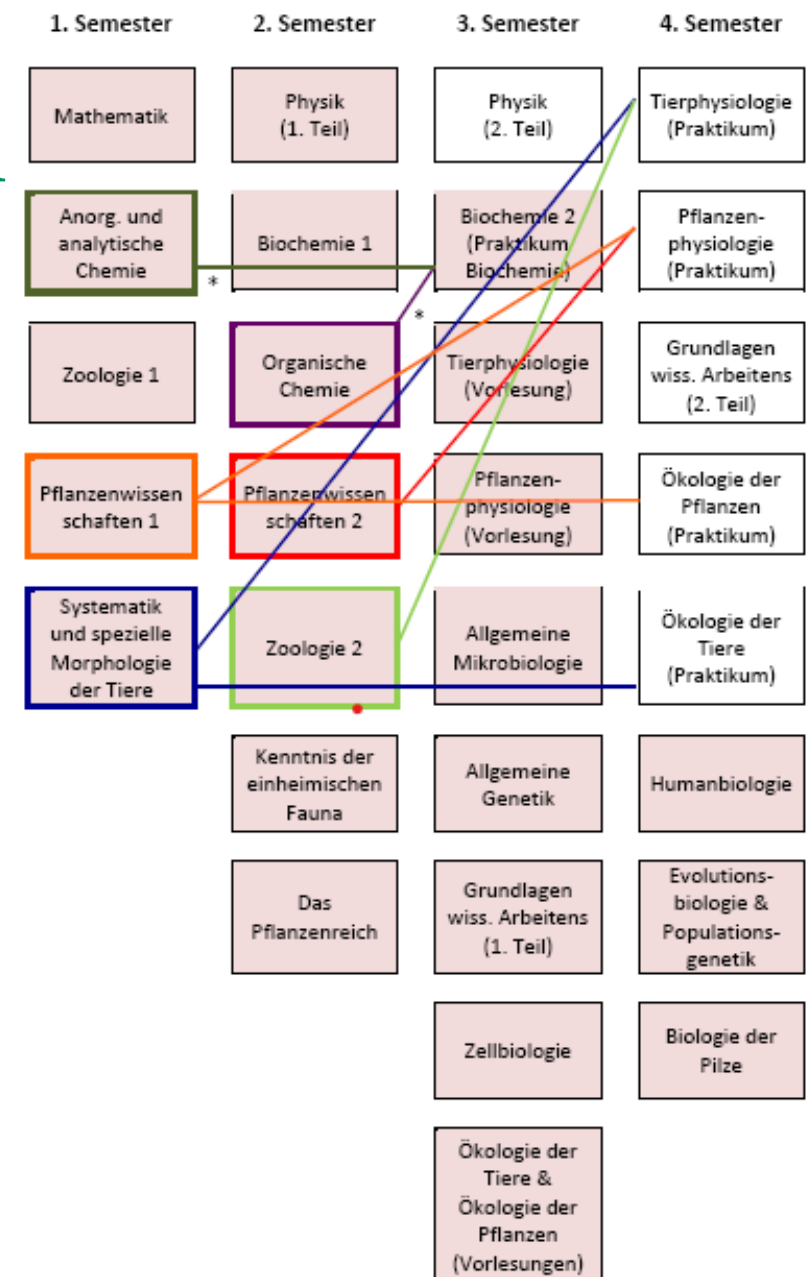 1. Semester
2. Semester
3. Semester
4. Semester
Mathematik
Physik
(1. Teil)
Physik
(2. Teil)
Tierphysiologie
(Praktikum)
Anorg. und
analytische
Chemie
*
Biochemie 1
Biochemie 2
(Praktikum
Biochemie)
Pflanzen-
physiologie
(Praktikum)
Zoologie 1
Organische
Chemie
*
Tierphysiologie
(Vorlesung)
Grundlagen
wiss. Arbeitens
(2. Teil)
Pflanzenwissen
schaften 1
Pflanzenwissen
schaften 2
Pflanzen-
physiologie
(Vorlesung)
Ökologie der
Pflanzen
(Praktikum)
Systematik
und spezielle
Morphologie
der Tiere
Zoologie 2
Allgemeine
Mikrobiologie
Ökologie der
Tiere
(Praktikum)
Kenntnis der
einheimischen
Fauna
Allgemeine
Genetik
Humanbiologie
Das
Pflanzenreich
Grundlagen
wiss. Arbeitens
(1. Teil)
Evolutions-
biologie &
Populations-
genetik
Zellbiologie
Biologie der
Pilze
Ökologie der
Tiere &
Ökologie der
Pflanzen
(Vorlesungen)